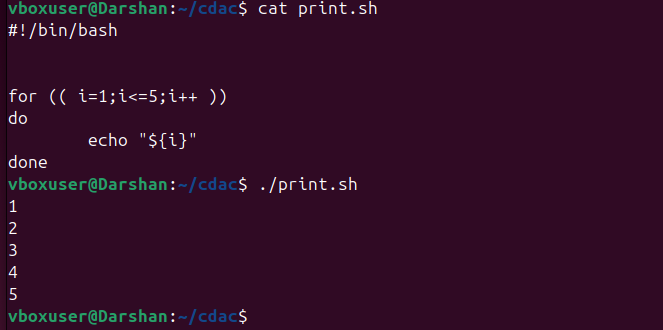 vboxuser@Darshan:~/cdac$ cat print.sh
#!/bin/bash
for (( i=1;i<=5;i++ ))
do
echo "${i}"
done
vboxuser@Darshan:~/cdac$ ./print.sh
1
2
3
4
5
vboxuser@Darshan:~/cdac$